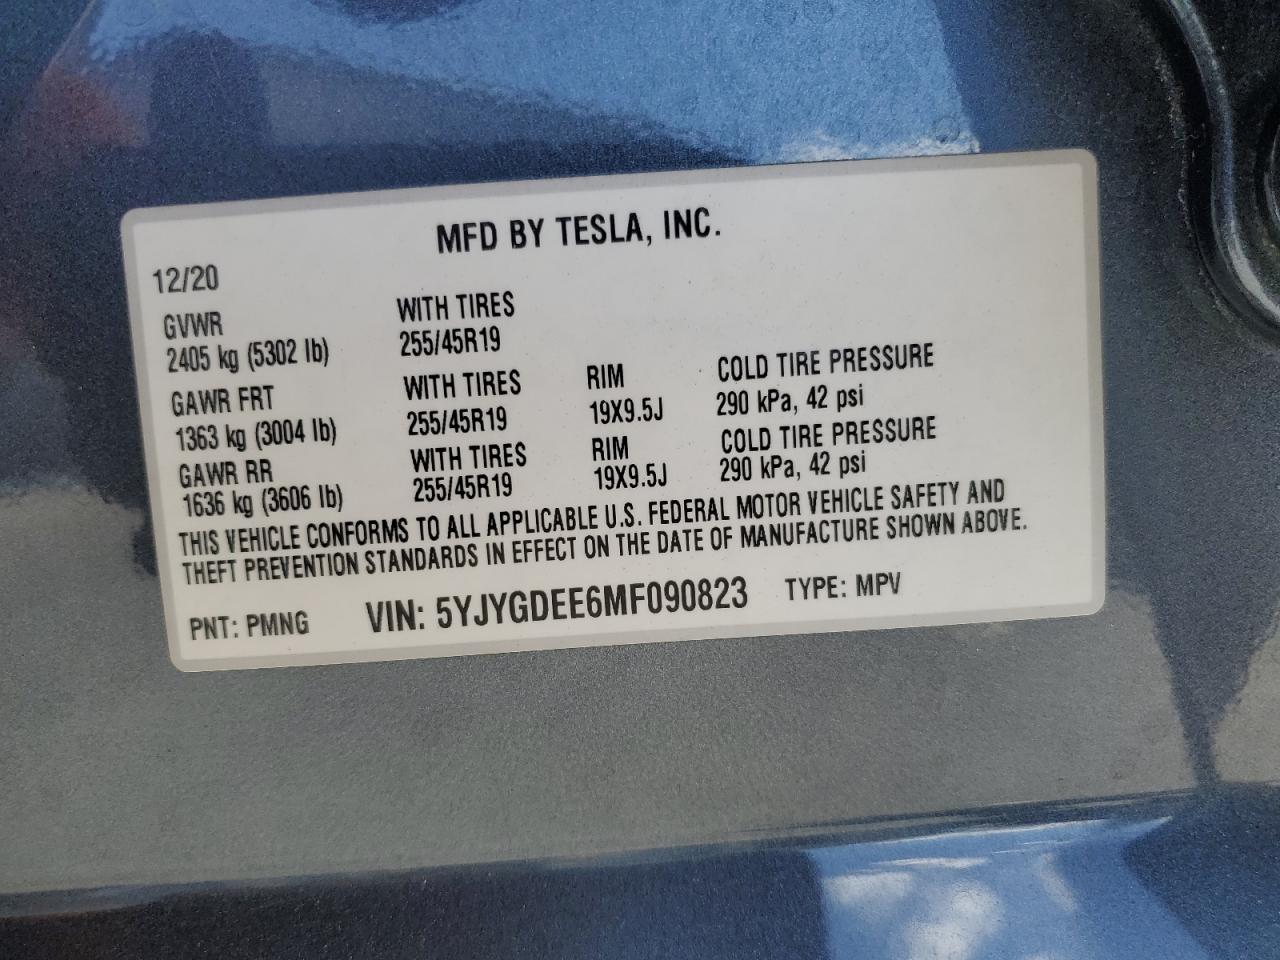 MFD BY TESLA, INC.
12/20
GVWR WITH TIRES
2405 kg (5302 lb) 255/45R19
GAWR FRT WITH TIRES RIM COLD TIRE PRESSURE
1363 kg (3004 lb) 255/45R19 19X9.5J 290 kPa, 42 psi
GAWR RR WITH TIRES RIM COLD TIRE PRESSURE
1636 kg (3606 lb) 255/45R19 19X9.5J 290 kPa, 42 psi
THIS VEHICLE CONFORMS TO ALL APPLICABLE U.S. FEDERAL MOTOR VEHICLE SAFETY AND
THEFT PREVENTION STANDARDS IN EFFECT ON THE DATE OF MANUFACTURE SHOWN ABOVE.
PNT: PMNG VIN: 5YJYGDEE6MF090823 TYPE: MPV